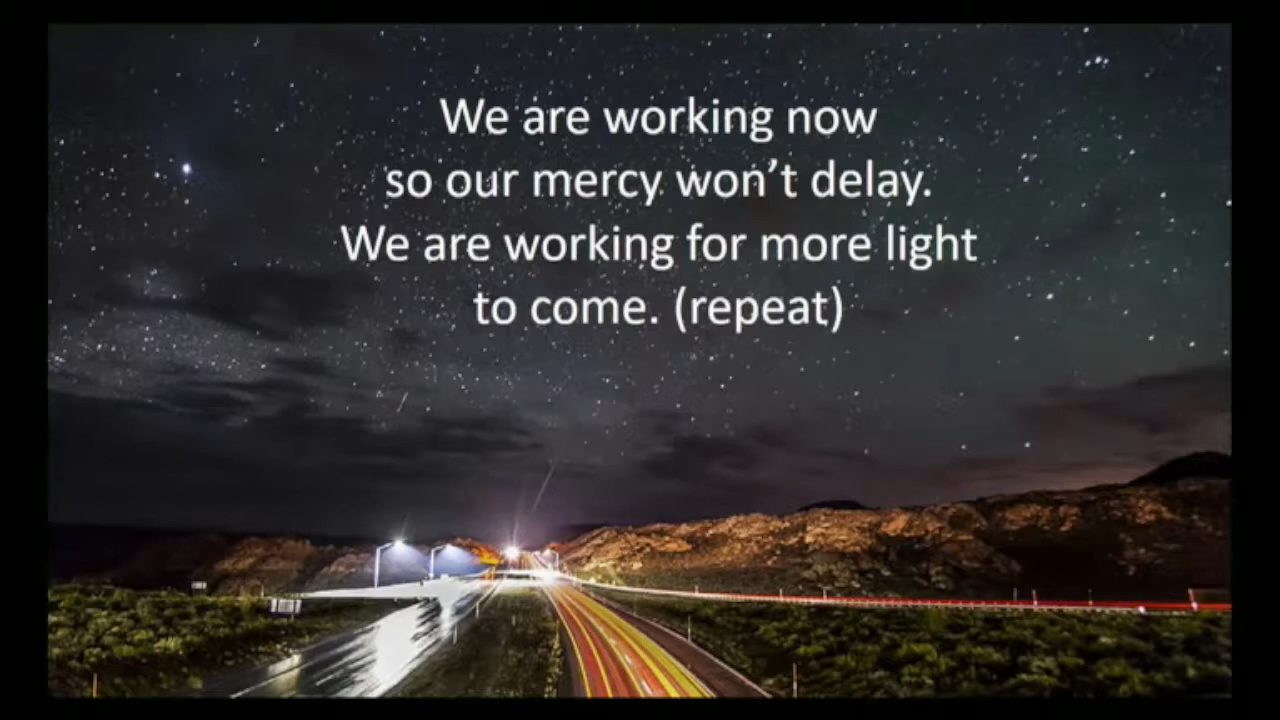 We are working now
so our mercy won’t delay.
We are working for more light
to come. (repeat)